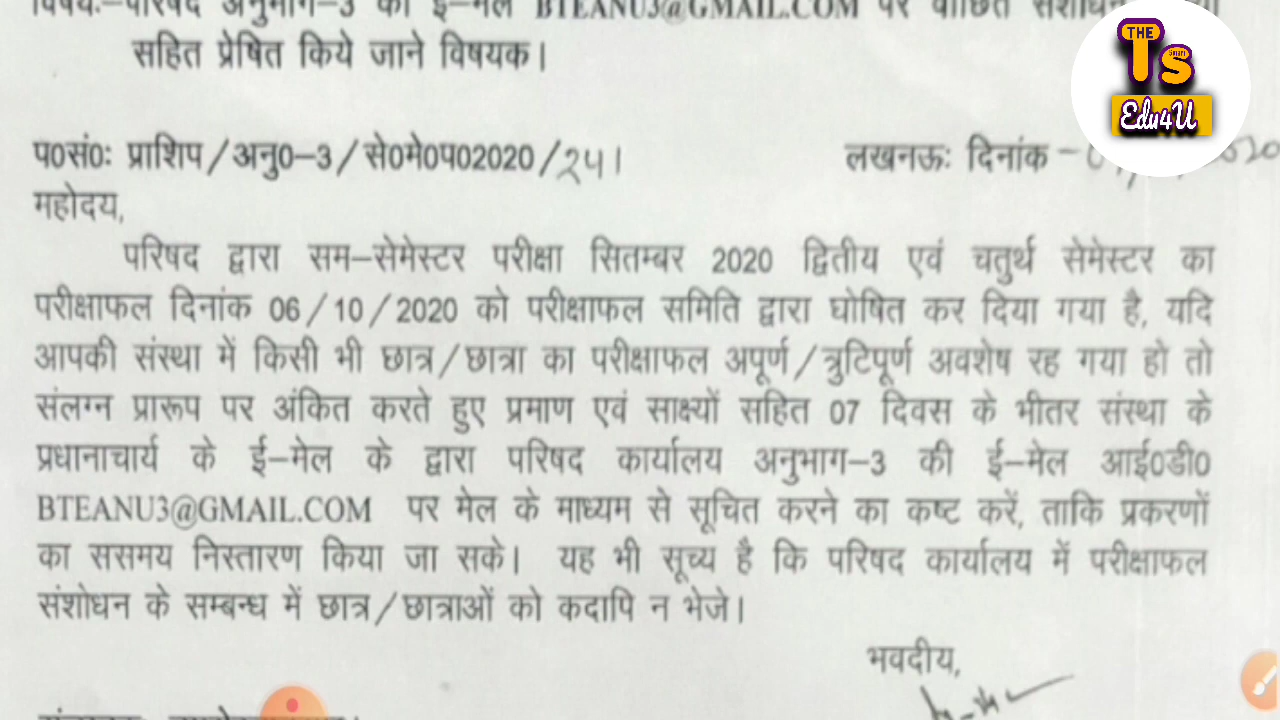 विषयः-परिषद अनुभाग-3 की ई-मेल BTEANU3@GMAIL.COM पर वांछित
सहित प्रेषित किये जाने विषयक।
THE
Ts
Edu4U
प0सं0ः प्राशिप/अनु0-3/से0मे0प02020/241
लखनऊः दिनांक -
महोदय,
परिषद द्वारा सम-सेमेस्टर परीक्षा सितम्बर 2020 द्वितीय एवं चतुर्थ सेमेस्टर का
परीक्षाफल दिनांक 06/10/2020 को परीक्षाफल समिति द्वारा घोषित कर दिया गया है, यदि
आपकी संस्था में किसी भी छात्र/छात्रा का परीक्षाफल अपूर्ण/त्रुटिपूर्ण अवशेष रह गया हो तो
संलग्न प्रारूप पर अंकित करते हुए प्रमाण एवं साक्ष्यों सहित 07 दिवस के भीतर संस्था के
प्रधानाचार्य के ई-मेल के द्वारा परिषद कार्यालय अनुभाग-3 की ई-मेल आई0डी0
BTEANU3@GMAIL.COM पर मेल के माध्यम से सूचित करने का कष्ट करें, ताकि प्रकरणों
का ससमय निस्तारण किया जा सके। यह भी सूच्य है कि परिषद कार्यालय में परीक्षाफल
संशोधन के सम्बन्ध में छात्र/छात्राओं को कदापि न भेजे।
भवदीय,